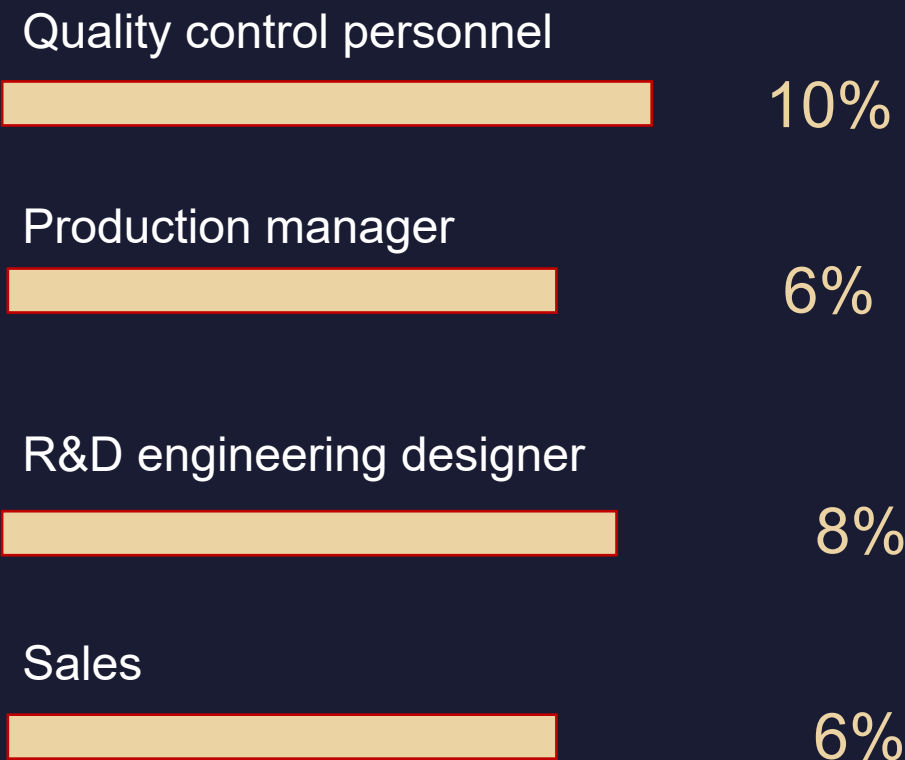 Quality control personnel
10%
Production manager
6%
R&D engineering designer
8%
Sales
6%